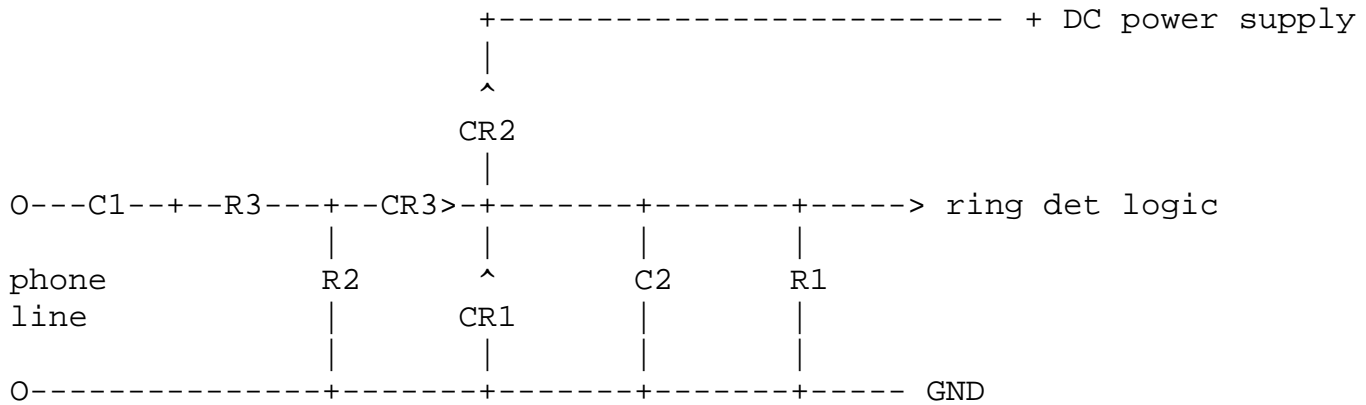 +--------------------------- + DC power supply
|
^
CR2
|
O---C1--+--R3---+--CR3>-+-------+-------+-----> ring det logic
| | | |
phone R2 ^ C2 R1
line | CR1 | |
| | | |
O---------------+-------+-------+-------+----- GND